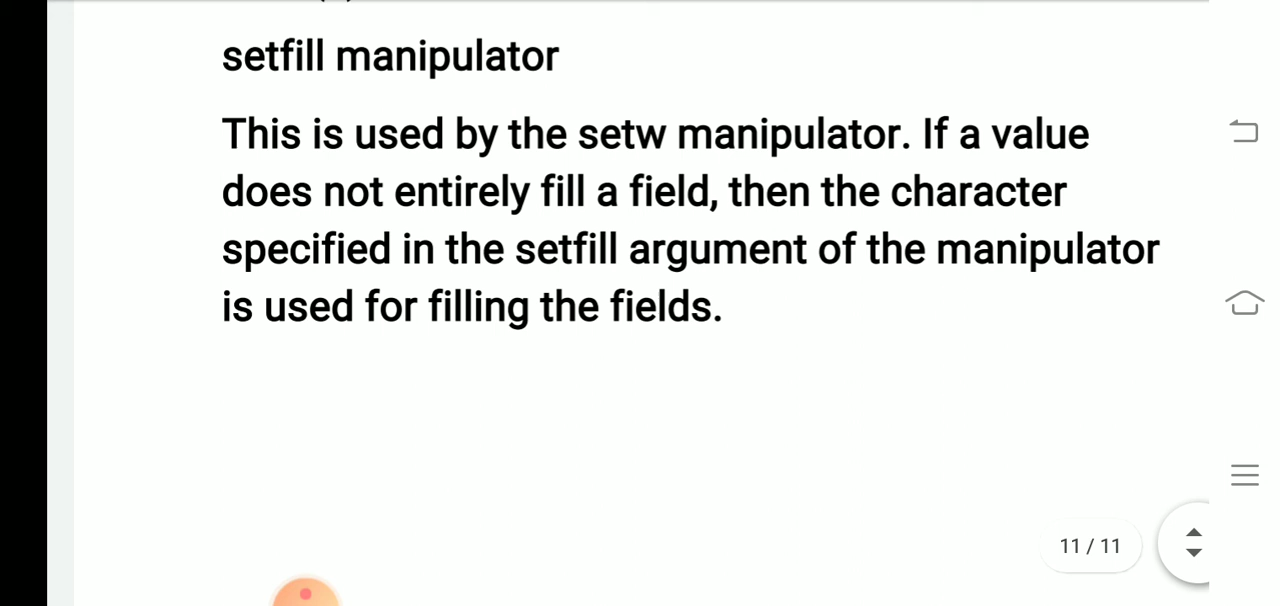 setfill manipulator
This is used by the setw manipulator. If a value
does not entirely fill a field, then the character
specified in the setfill argument of the manipulator
is used for filling the fields.
11 / 11